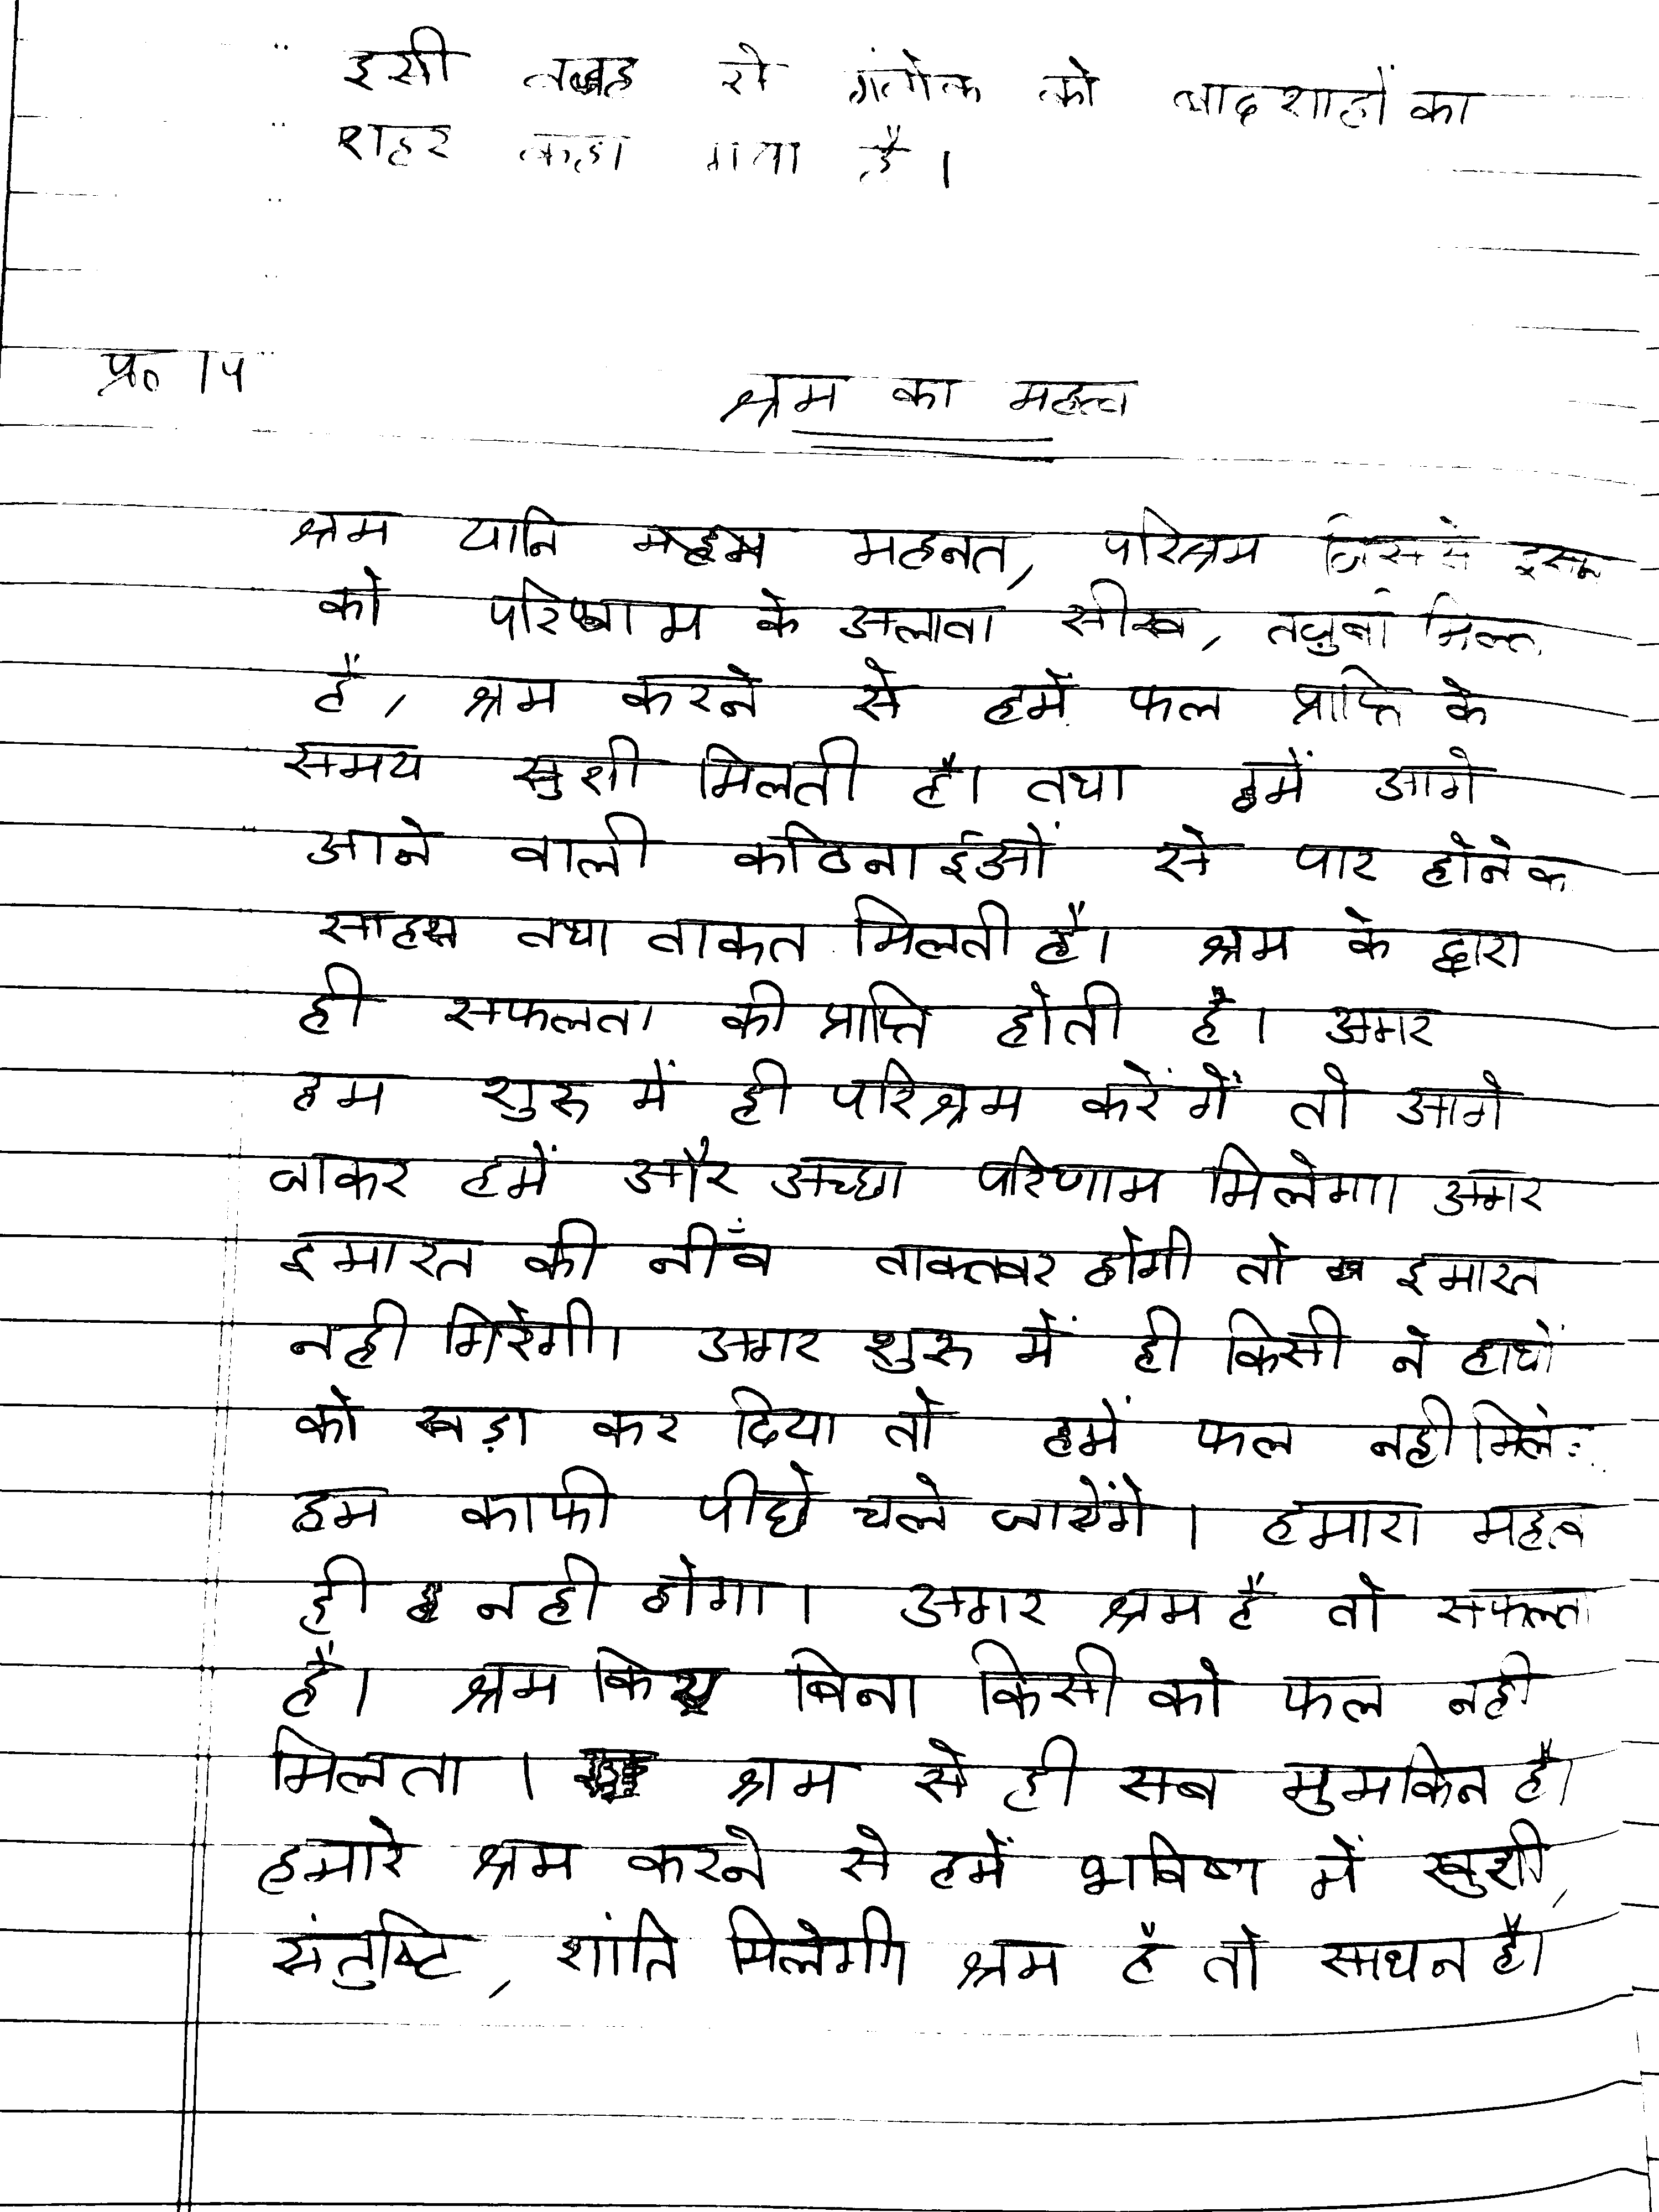 इसी वजह से गंतोक को बादशाहों का
शहर कहा गया है।
प्र० 14
श्रम का महत्व
श्रम यानि महनत, परिश्रम जिससे
को परिणाम के अलावा सीख, तजुर्बा
है, श्रम करने से हमें फल प्राप्ति के
समय खुशी मिलती है। तथा हमें आगे
आने वाली कठिनाईओं से पार होने क
साहस तथा ताकत मिलती है। श्रम के द्वारा
ही सफलता की प्राप्ति होती है। अगर
हम शुरु में ही परिश्रम करेंगें तो आगे
जाकर हमें और अच्छा परिणाम मिलेगा। अगर
इमारत की नीँव ताक्तवर होगी तो इमारत
नही गिरेगी। अगर शुरु में ही किसी ने हाथों
को खड़ा कर दिया तो हमें फल नही मिले
हम काफी पीछे चले जायेंगे। हमारा महत्व
ही नही होगा। अगर श्रम है तो सफलता
है। श्रम किय बिना किसी को फल नही
मिलता। श्रम से ही सब मुमकिन है।
हमारे श्रम करने से हमें भविष्य में खुशी,
संतुष्टि, शांति मिलेगी। श्रम है तो साधन है।